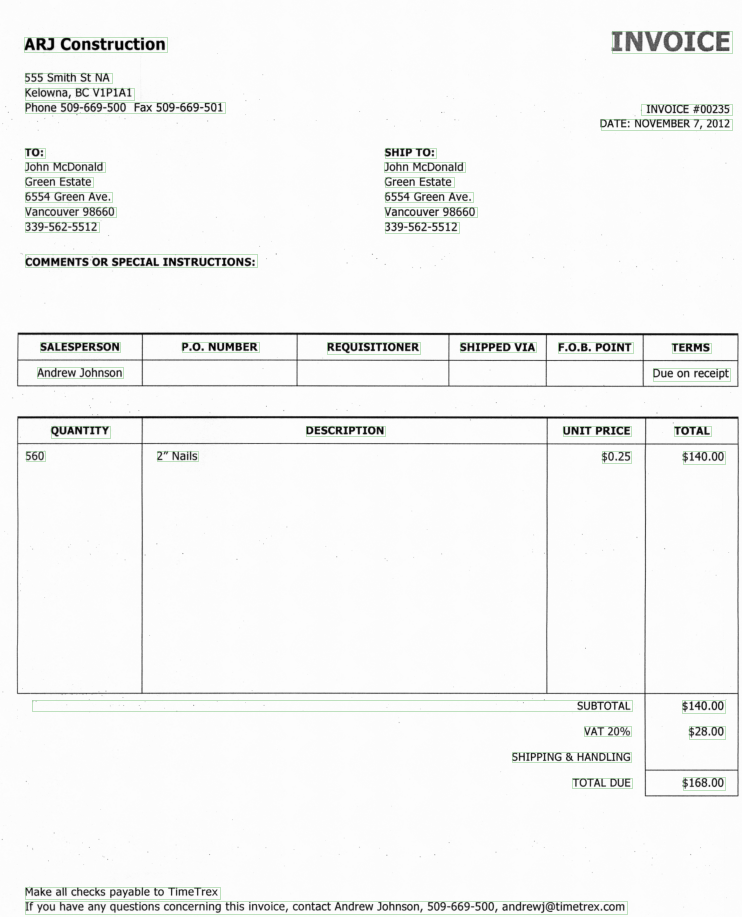 ARJ Construction
INVOICE
555 Smith St NA
Kelowna, BC V1P1A1
Phone 509-669-500 Fax 509-669-501
INVOICE #00235
DATE: NOVEMBER 7, 2012
TO:
John McDonald
Green Estate
6554 Green Ave.
Vancouver 98660
339-562-5512
SHIP TO:
John McDonald
Green Estate
6554 Green Ave.
Vancouver 98660
339-562-5512
COMMENTS OR SPECIAL INSTRUCTIONS:
SALESPERSON P.O. NUMBER REQUISITIONER SHIPPED VIA F.O.B. POINT TERMS
Andrew Johnson Due on receipt
QUANTITY DESCRIPTION UNIT PRICE TOTAL
560 2” Nails $0.25 $140.00
SUBTOTAL $140.00
VAT 20% $28.00
SHIPPING & HANDLING
TOTAL DUE $168.00
Make all checks payable to TimeTrex
If you have any questions concerning this invoice, contact Andrew Johnson, 509-669-500, andrewj@timetrex.com